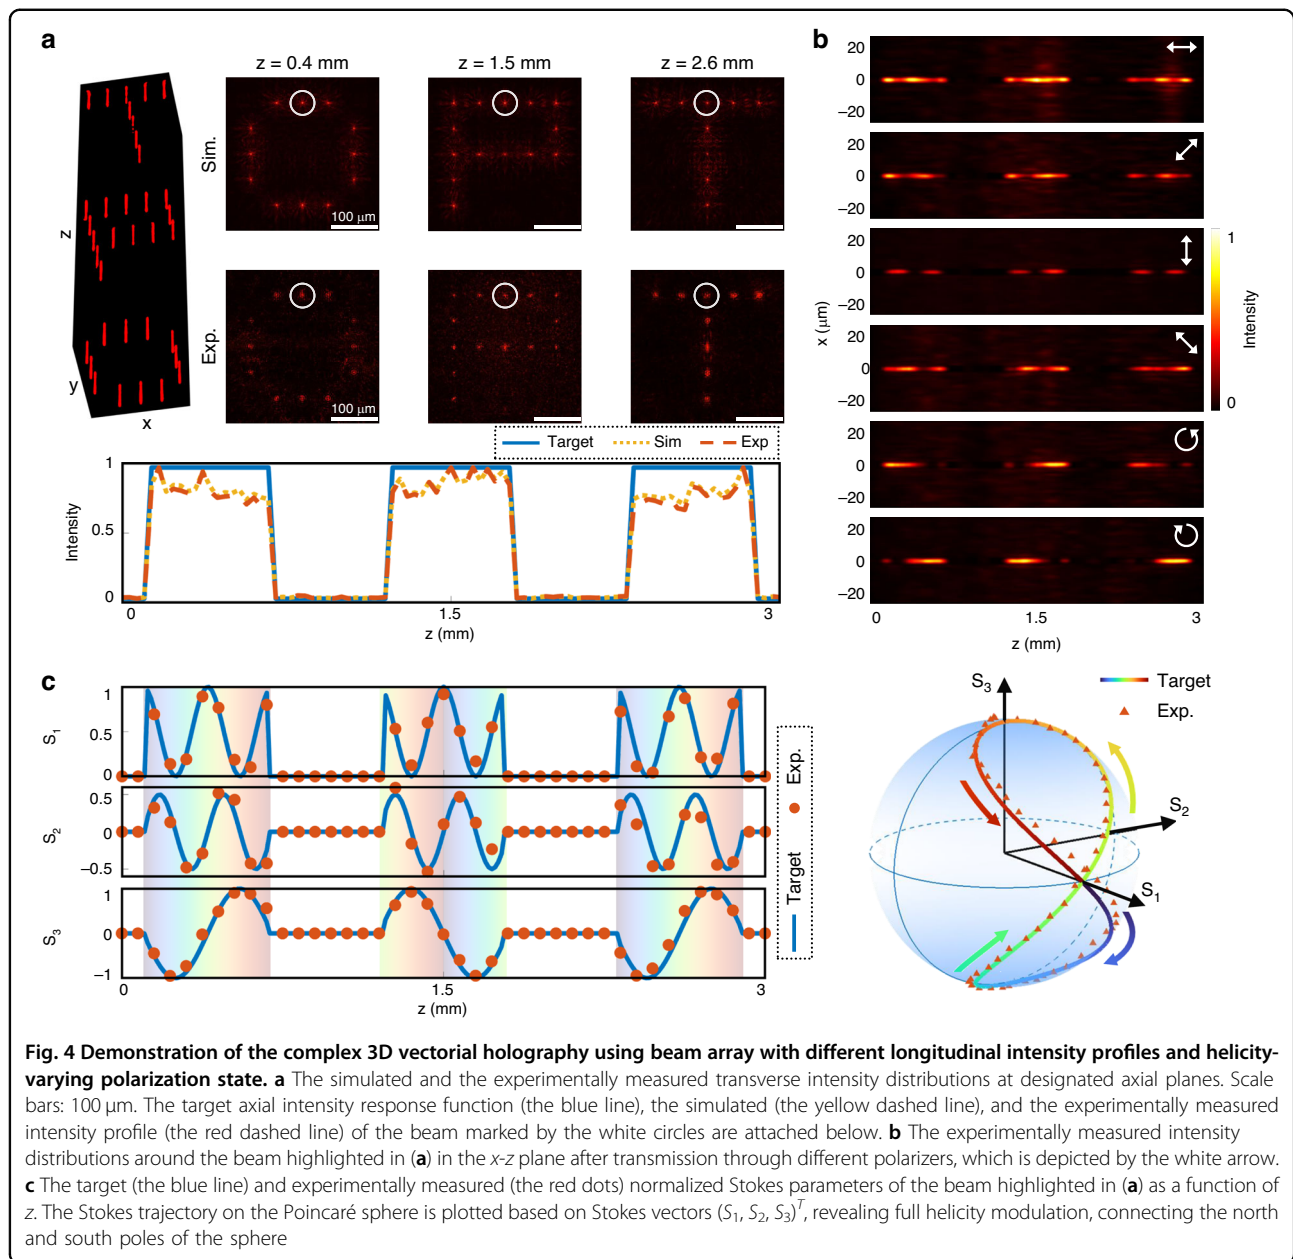 a
z = 0.4 mm
z = 1.5 mm
z = 2.6 mm
Sim.
100 μm
Exp.
100 μm
z
y
x
Target
Sim
Exp
1
0.5
0
Intensity
0
1.5
3
z (mm)
b
20
0
−20
20
0
−20
20
0
−20
20
0
−20
20
0
−20
20
0
−20
x (μm)
0
1.5
3
z (mm)
1
0
Intensity
c
1
0.5
0
S1
0.5
0
−0.5
S2
1
0
−1
S3
0
1.5
3
z (mm)
Target
Exp.
S3
S2
S1
Target
Exp.
Fig. 4 Demonstration of the complex 3D vectorial holography using beam array with different longitudinal intensity profiles and helicity-
varying polarization state. a The simulated and the experimentally measured transverse intensity distributions at designated axial planes. Scale
bars: 100 μm. The target axial intensity response function (the blue line), the simulated (the yellow dashed line), and the experimentally measured
intensity profile (the red dashed line) of the beam marked by the white circles are attached below. b The experimentally measured intensity
distributions around the beam highlighted in (a) in the x-z plane after transmission through different polarizers, which is depicted by the white arrow.
c The target (the blue line) and experimentally measured (the red dots) normalized Stokes parameters of the beam highlighted in (a) as a function of
z. The Stokes trajectory on the Poincaré sphere is plotted based on Stokes vectors (S1, S2, S3)T, revealing full helicity modulation, connecting the north
and south poles of the sphere